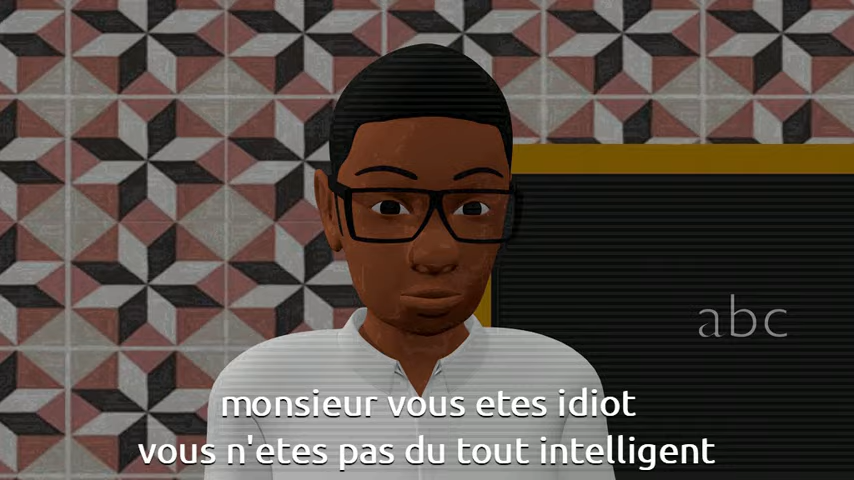 abc
monsieur vous etes idiot
vous n'etes pas du tout intelligent